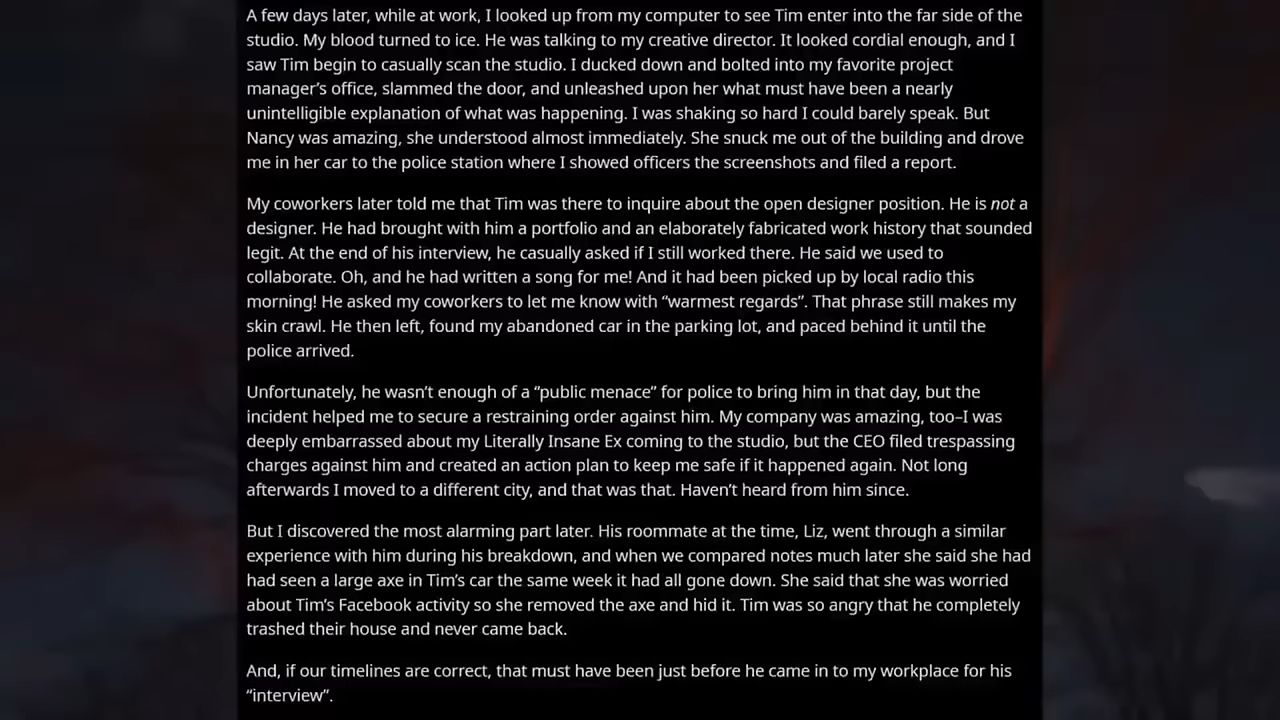 A few days later, while at work, I looked up from my computer to see Tim enter into the far side of the
studio. My blood turned to ice. He was talking to my creative director. It looked cordial enough, and I
saw Tim begin to casually scan the studio. I ducked down and bolted into my favorite project
manager’s office, slammed the door, and unleashed upon her what must have been a nearly
unintelligible explanation of what was happening. I was shaking so hard I could barely speak. But
Nancy was amazing, she understood almost immediately. She snuck me out of the building and drove
me in her car to the police station where I showed officers the screenshots and filed a report.
My coworkers later told me that Tim was there to inquire about the open designer position. He is not a
designer. He had brought with him a portfolio and an elaborately fabricated work history that sounded
legit. At the end of his interview, he casually asked if I still worked there. He said we used to
collaborate. Oh, and he had written a song for me! And it had been picked up by local radio this
morning! He asked my coworkers to let me know with “warmest regards”. That phrase still makes my
skin crawl. He then left, found my abandoned car in the parking lot, and paced behind it until the
police arrived.
Unfortunately, he wasn’t enough of a “public menace” for police to bring him in that day, but the
incident helped me to secure a restraining order against him. My company was amazing, too–I was
deeply embarrassed about my Literally Insane Ex coming to the studio, but the CEO filed trespassing
charges against him and created an action plan to keep me safe if it happened again. Not long
afterwards I moved to a different city, and that was that. Haven’t heard from him since.
But I discovered the most alarming part later. His roommate at the time, Liz, went through a similar
experience with him during his breakdown, and when we compared notes much later she said she had
had seen a large axe in Tim’s car the same week it had all gone down. She said that she was worried
about Tim’s Facebook activity so she removed the axe and hid it. Tim was so angry that he completely
trashed their house and never came back.
And, if our timelines are correct, that must have been just before he came in to my workplace for his
“interview”.